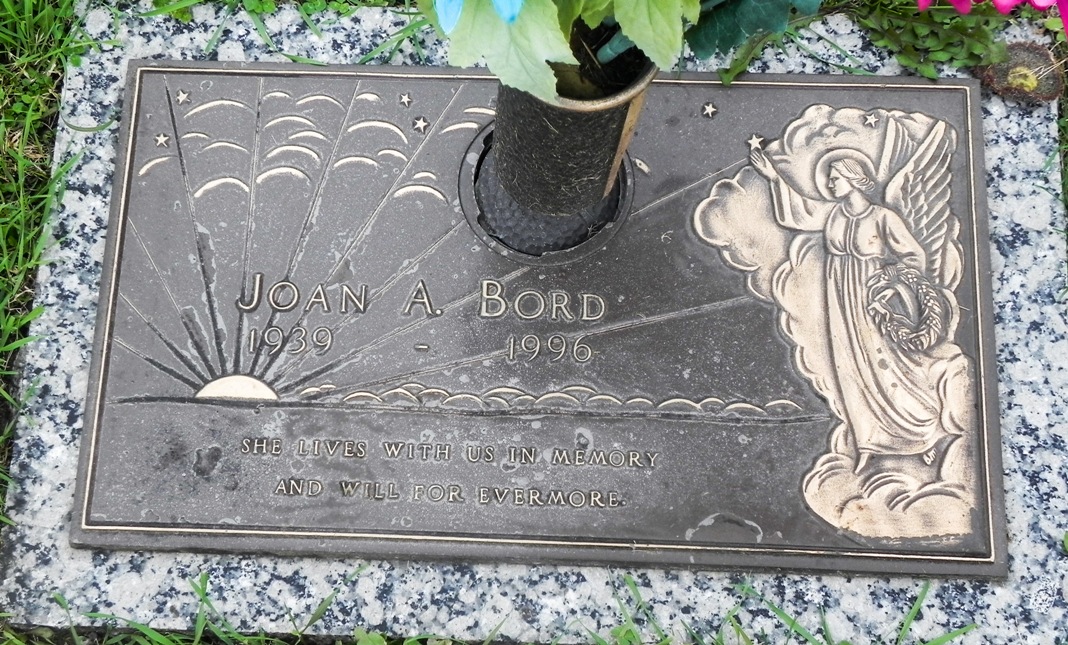 JOAN A. BORD
1939 - 1996
SHE LIVES WITH US IN MEMORY
AND WILL FOR EVERMORE.